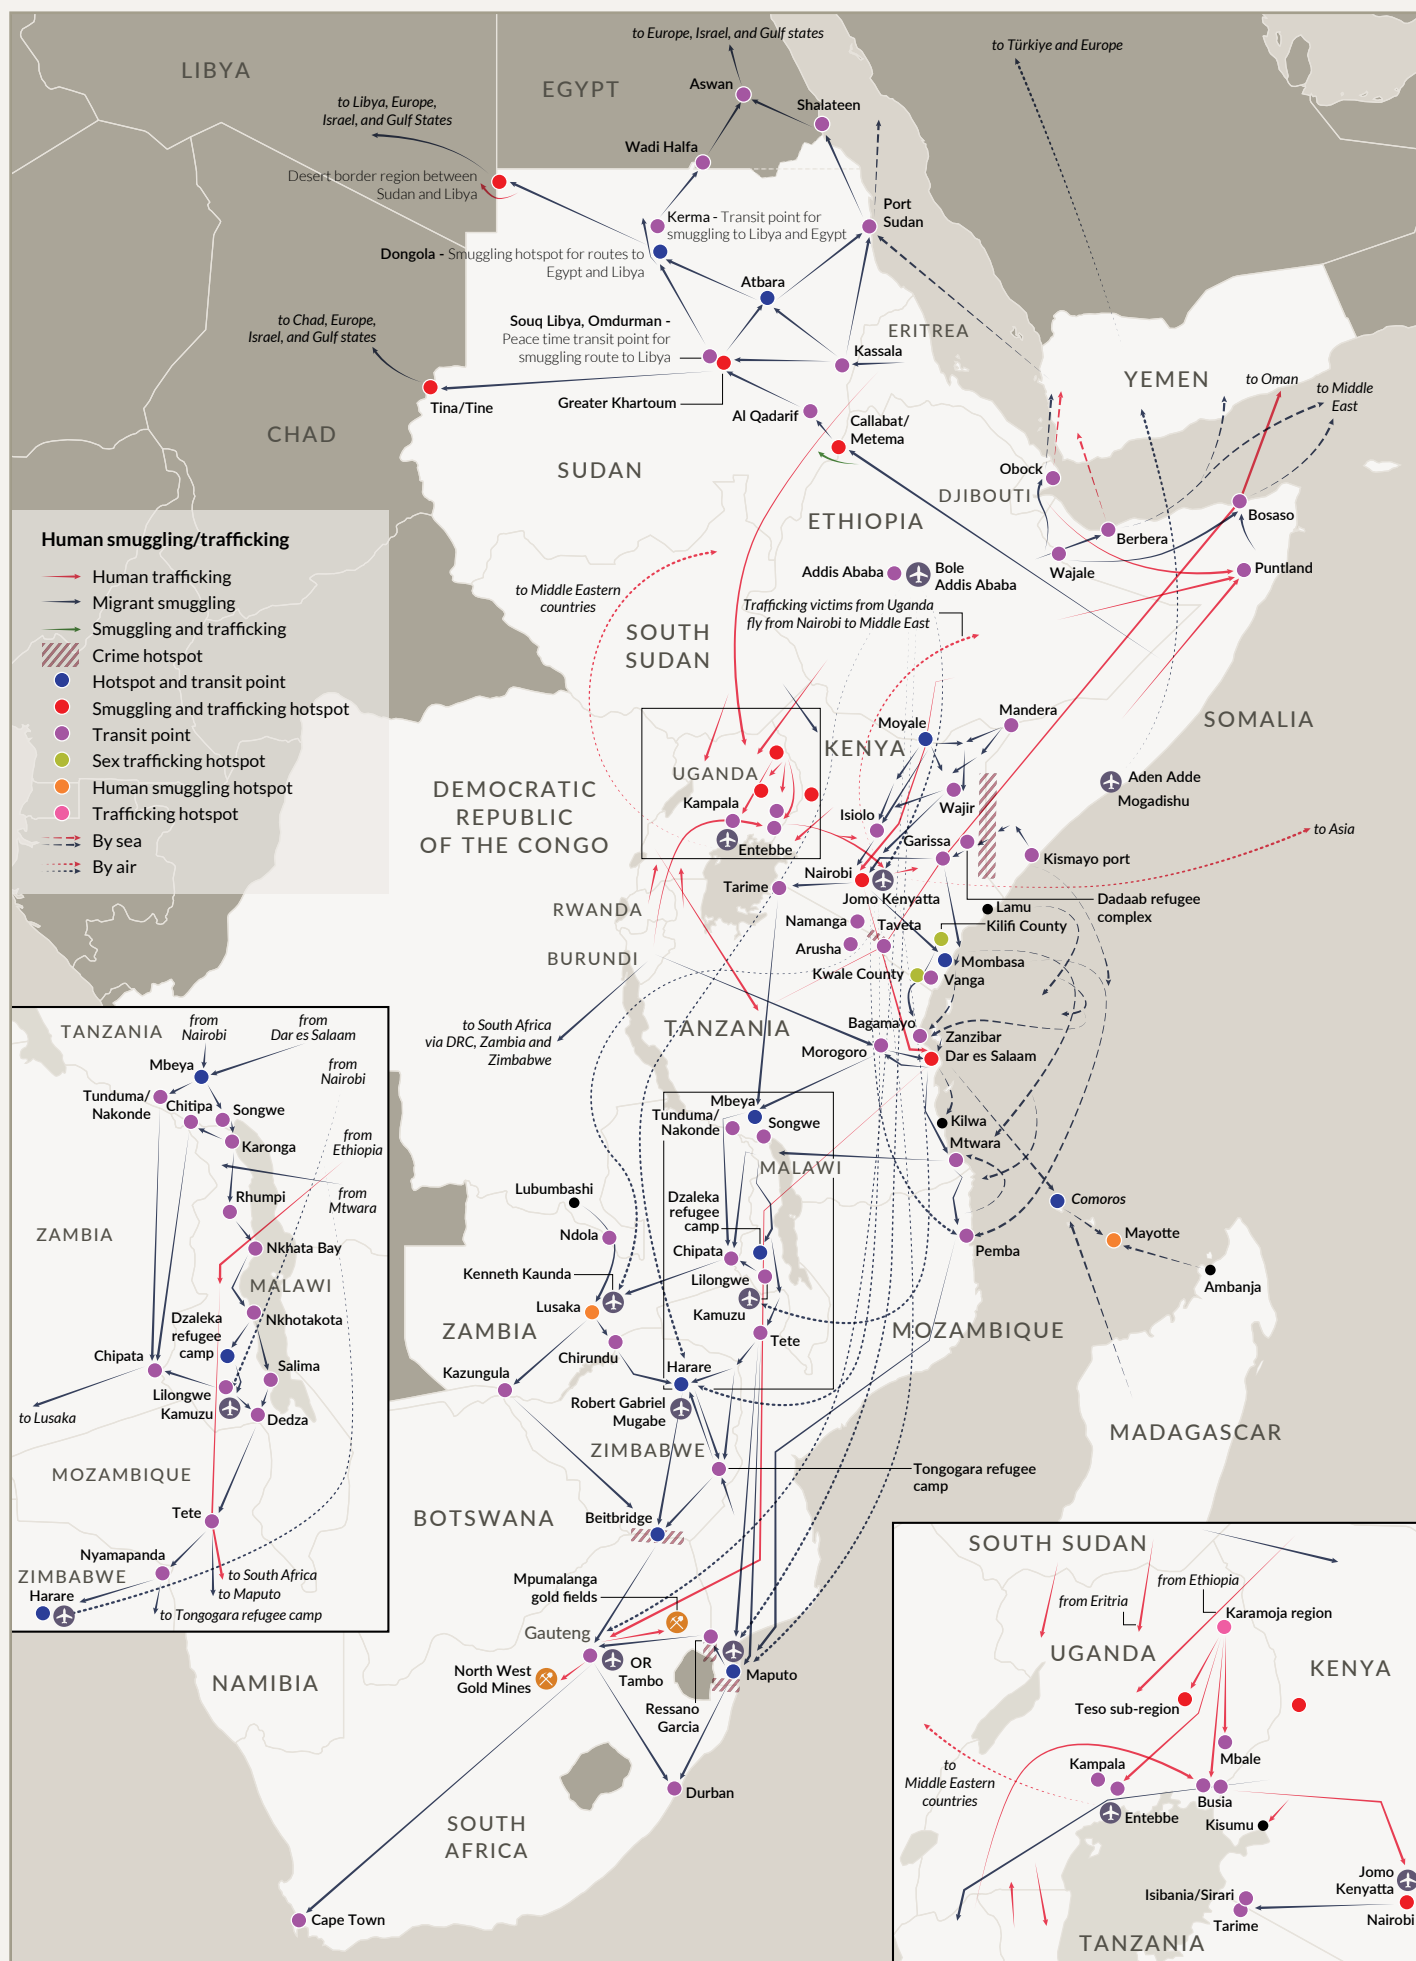 LIBYA
EGYPT
to Europe, Israel, and Gulf states
to Türkiye and Europe
Aswan
Shalateen
to Libya, Europe,
Israel, and Gulf States
Wadi Halfa
Desert border region between
Sudan and Libya
Port
Sudan
Kerma - Transit point for
smuggling to Libya and Egypt
Dongola - Smuggling hotspot for routes to
Egypt and Libya
Atbara
to Chad, Europe,
Israel, and Gulf states
Souq Libya, Omdurman -
Peace time transit point for
smuggling route to Libya
ERITREA
Kassala
YEMEN
to Oman
to Middle
East
Tina/Tine
Greater Khartoum
Al Qadarif
Callabat/
Metema
CHAD
SUDAN
Obock
DJIBOUTI
Bosaso
ETHIOPIA
Berbera
Wajale
Puntland
Addis Ababa
Bole
Addis Ababa
to Middle Eastern
countries
Trafficking victims from Uganda
fly from Nairobi to Middle East
SOUTH
SUDAN
Human smuggling/trafficking
Human trafficking
Migrant smuggling
Smuggling and trafficking
Crime hotspot
Hotspot and transit point
Smuggling and trafficking hotspot
Transit point
Sex trafficking hotspot
Human smuggling hotspot
Trafficking hotspot
By sea
By air
Mandera
SOMALIA
Moyale
KENYA
UGANDA
DEMOCRATIC
REPUBLIC
OF THE CONGO
Kampala
Entebbe
Isiolo
Wajir
Garissa
Aden Adde
Mogadishu
to Asia
Kismayo port
Nairobi
Jomo Kenyatta
Tarime
Dadaab refugee
complex
Lamu
Kilifi County
RWANDA
Namanga
Taveta
Arusha
BURUNDI
Kwale County
Mombasa
Vanga
to South Africa
via DRC, Zambia and
Zimbabwe
TANZANIA
Bagamayo
Zanzibar
Morogoro
Dar es Salaam
Mbeya
Tunduma/
Nakonde
Songwe
Kilwa
Mtwara
MALAWI
Lubumbashi
Dzaleka
refugee
camp
Comoros
Ndola
Mayotte
Pemba
Chipata
Kenneth Kaunda
Lilongwe
Ambanja
Lusaka
Kamuzu
ZAMBIA
Tete
MOZAMBIQUE
Chirundu
Kazungula
Harare
Robert Gabriel
Mugabe
MADAGASCAR
ZIMBABWE
Tongogara refugee
camp
BOTSWANA
Beitbridge
Mpumalanga
gold fields
Gauteng
North West
Gold Mines
OR
Tambo
Maputo
NAMIBIA
Ressano
Garcia
Durban
SOUTH
AFRICA
Cape Town
TANZANIA
from
Nairobi
from
Dar es Salaam
Mbeya
from
Nairobi
Tunduma/
Nakonde
Chitipa
Songwe
Karonga
from
Ethiopia
from
Mtwara
Rhumpi
ZAMBIA
Nkhata Bay
MALAWI
Dzaleka
refugee
camp
Nkhotakota
Chipata
Salima
Lilongwe
Kamuzu
Dedza
to Lusaka
MOZAMBIQUE
Tete
Nyamapanda
ZIMBABWE
to South Africa
Harare
to Maputo
to Tongogara refugee camp
SOUTH SUDAN
from Ethiopia
from Eritria
Karamoja region
UGANDA
KENYA
Teso sub-region
Mbale
to
Middle Eastern
countries
Kampala
Entebbe
Busia
Kisumu
Jomo
Kenyatta
Isibania/Sirari
Tarime
Nairobi
TANZANIA